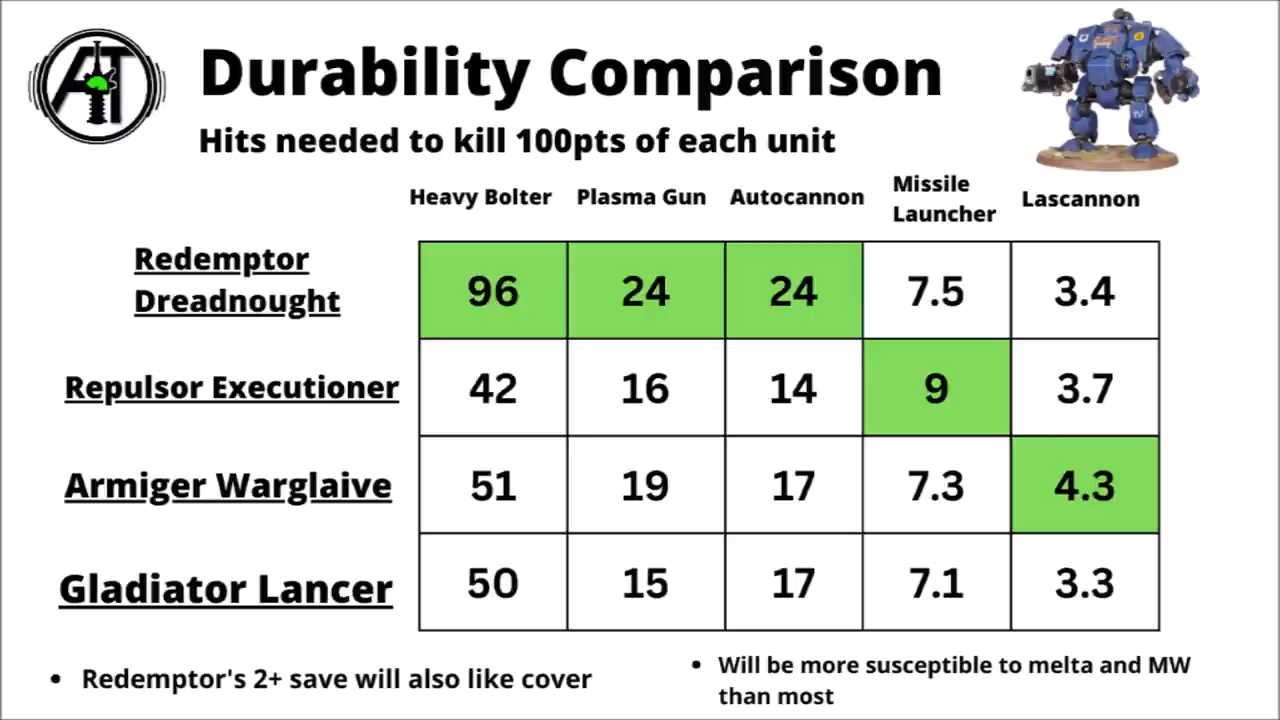 AT
Durability Comparison
Hits needed to kill 100pts of each unit
Heavy Bolter Plasma Gun Autocannon Missile Launcher Lascannon
Redemptor Dreadnought 96 24 24 7.5 3.4
Repulsor Executioner 42 16 14 9 3.7
Armiger Warglaive 51 19 17 7.3 4.3
Gladiator Lancer 50 15 17 7.1 3.3
• Redemptor's 2+ save will also like cover
• Will be more susceptible to melta and MW
than most